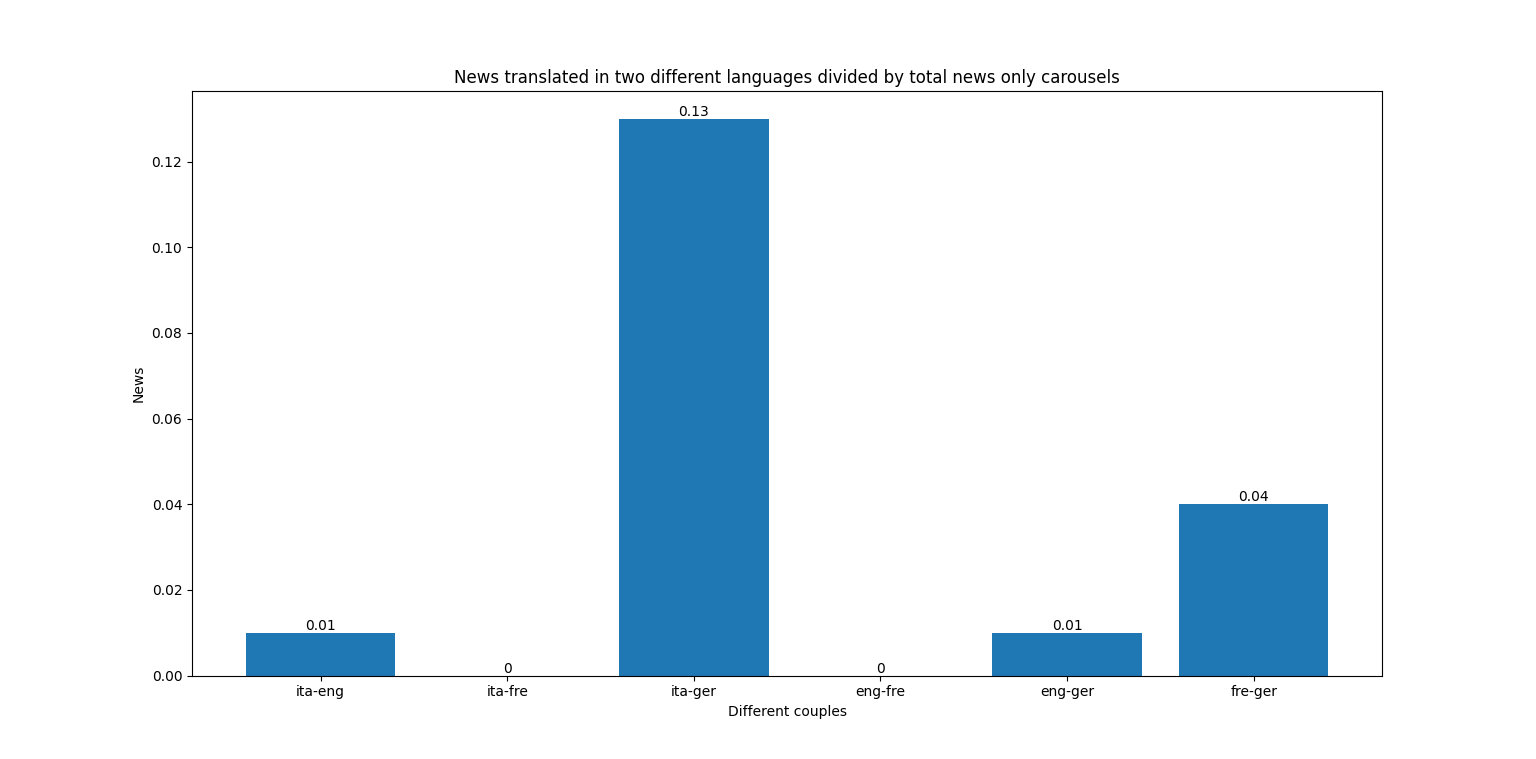 News translated in two different languages divided by total news only carousels
0.13
0.12
0.10
0.08
0.06
0.04
0.02
0.00
News
0.01
0
0
0.01
0.04
ita-eng
ita-fre
ita-ger
eng-fre
eng-ger
fre-ger
Different couples